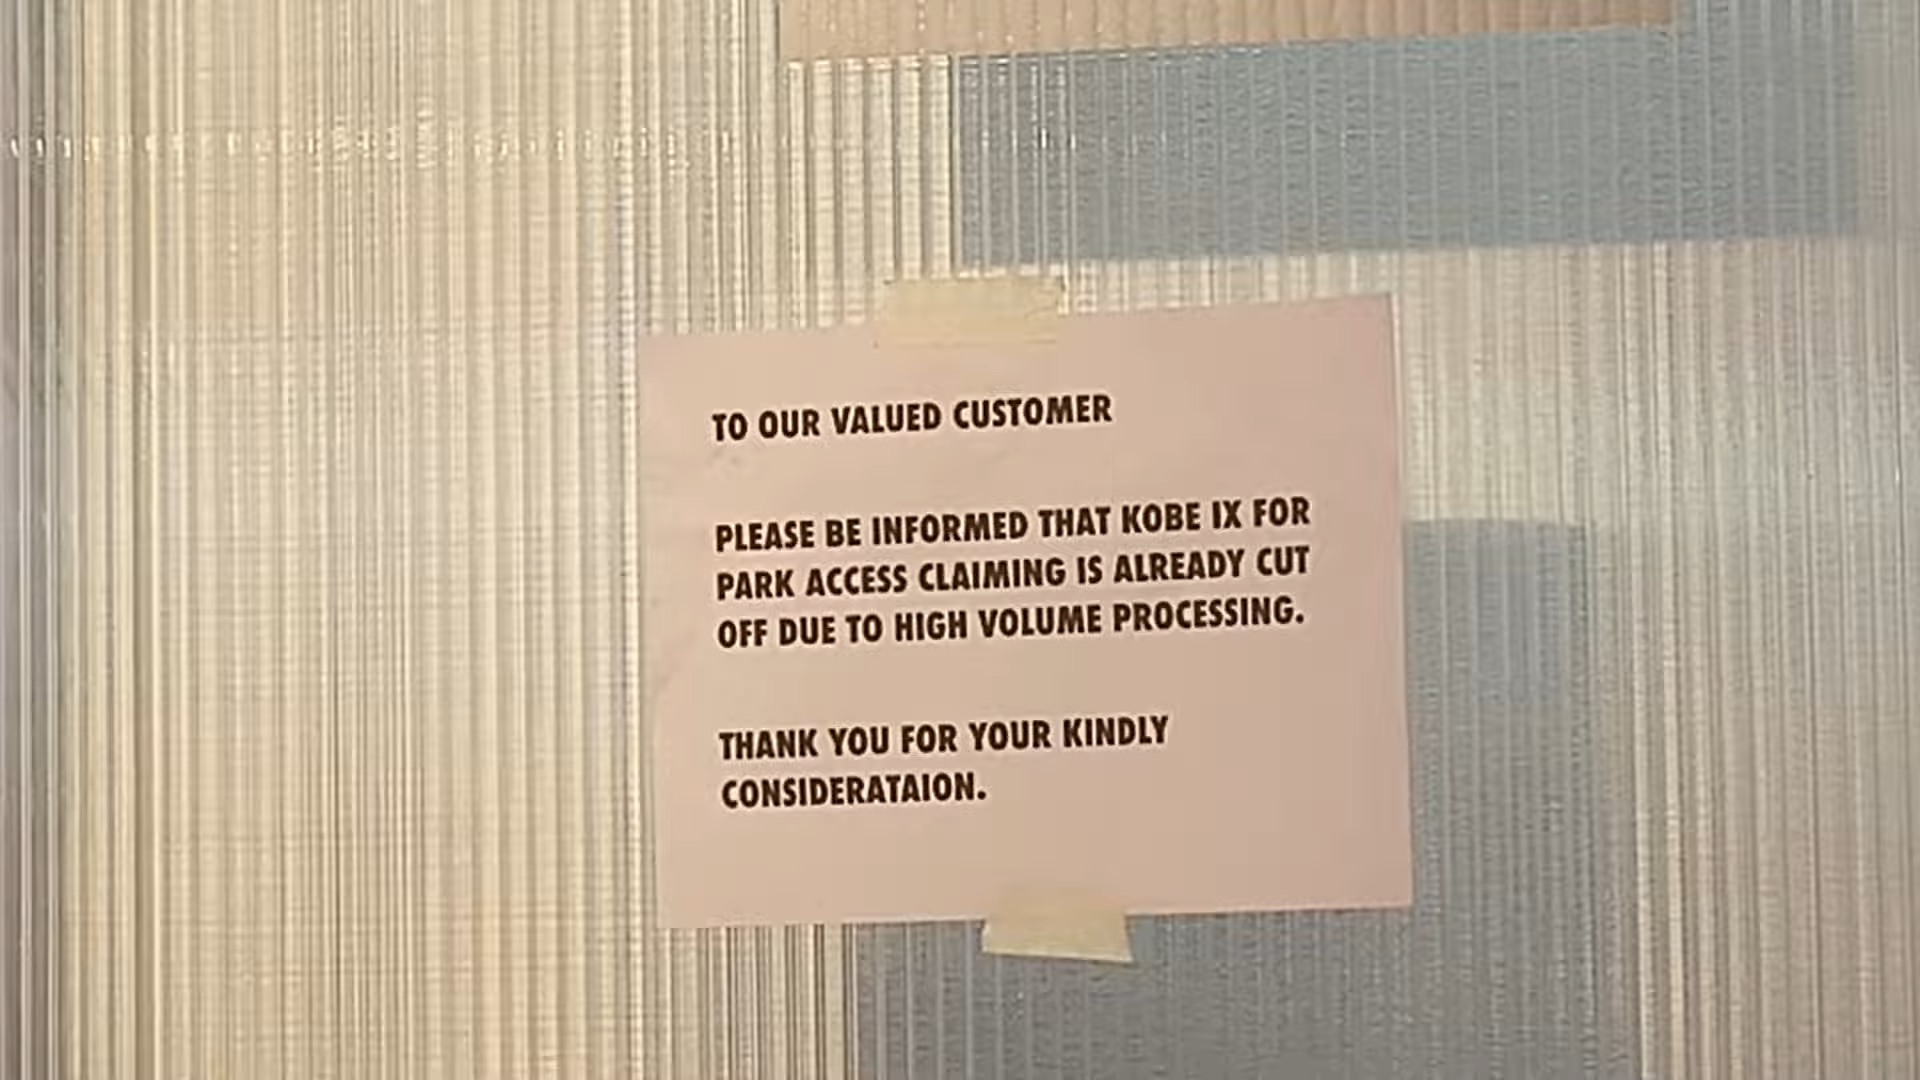 TO OUR VALUED CUSTOMER
PLEASE BE INFORMED THAT KOBE IX FOR
PARK ACCESS CLAIMING IS ALREADY CUT
OFF DUE TO HIGH VOLUME PROCESSING.
THANK YOU FOR YOUR KINDLY
CONSIDERATAION.